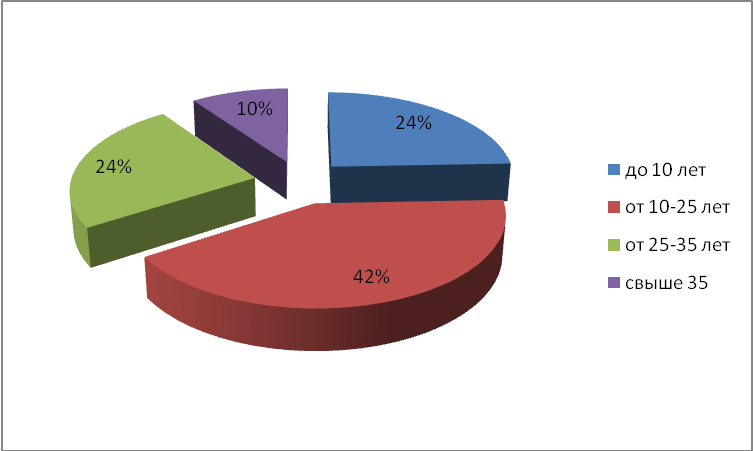 10%
24%
24%
42%
до 10 лет
от 10-25 лет
от 25-35 лет
свыше 35